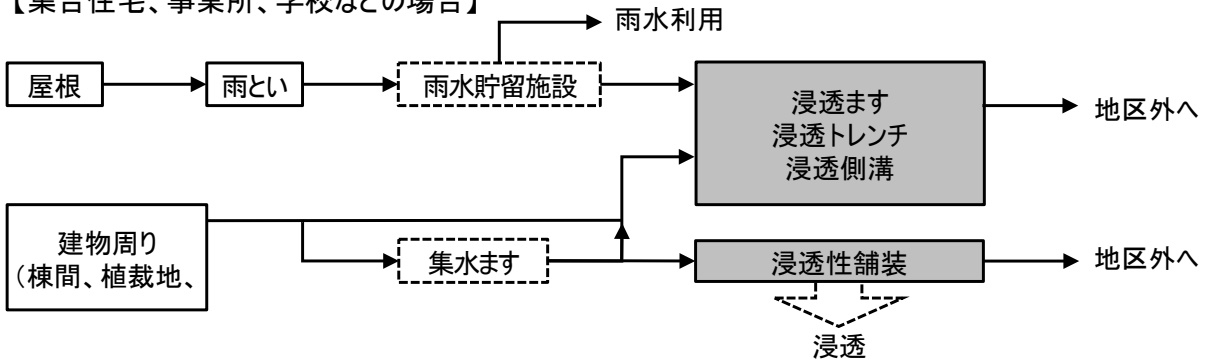 【集合住宅、事業所、学校などの場合】
雨水利用
屋根
雨とい
雨水貯留施設
浸透ます
浸透トレンチ
浸透側溝
地区外へ
建物周り
（棟間、植裁地、
集水ます
浸透性舗装
地区外へ
浸透